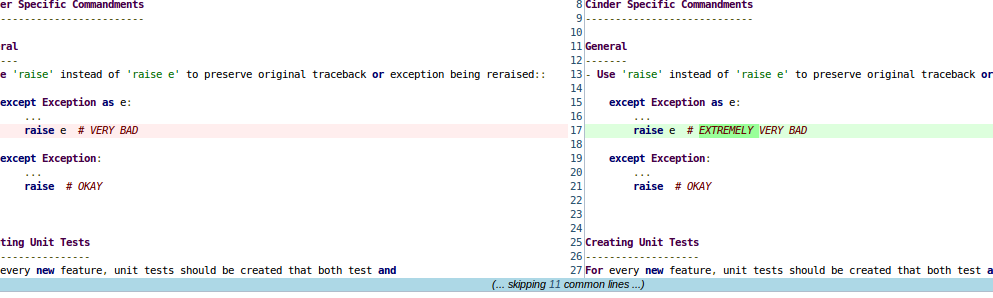 er Specific Commandments
------------------------
ral
---
e 'raise' instead of 'raise e' to preserve original traceback or exception being reraised::
except Exception as e:
...
raise e  # VERY BAD
except Exception:
...
raise  # OKAY
ting Unit Tests
---------------
every new feature, unit tests should be created that both test and
8 Cinder Specific Commandments
9 ----------------------------
10
11 General
12 -------
13 - Use 'raise' instead of 'raise e' to preserve original traceback or
14
15 except Exception as e:
16 ...
17 raise e  # EXTREMELY VERY BAD
18
19 except Exception:
20 ...
21 raise  # OKAY
22
23
24
25 Creating Unit Tests
26 -------------------
27 For every new feature, unit tests should be created that both test a
(... skipping 11 common lines ...)